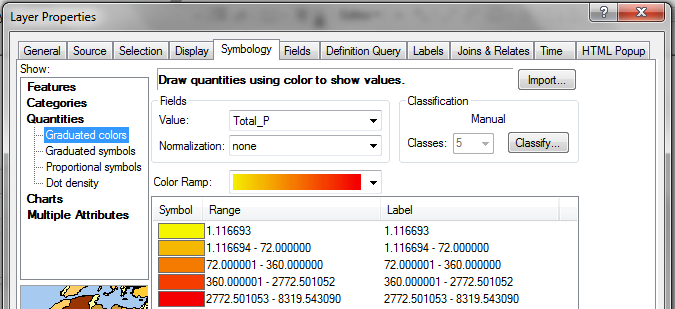 Layer Properties
General Source Selection Display Symbology Fields Definition Query Labels Joins & Relates Time HTML Popup
Show:
Features
Categories
Quantities
Graduated colors
Graduated symbols
Proportional symbols
Dot density
Charts
Multiple Attributes
Draw quantities using color to show values.
Import...
Fields
Value: Total_P
Normalization: none
Classification
Manual
Classes: 5 Classify...
Color Ramp:
Symbol Range Label
1.116693 1.116693
1.116694 - 72.000000 1.116694 - 72.000000
72.000001 - 360.000000 72.000001 - 360.000000
360.000001 - 2772.501052 360.000001 - 2772.501052
2772.501053 - 8319.543090 2772.501053 - 8319.543090